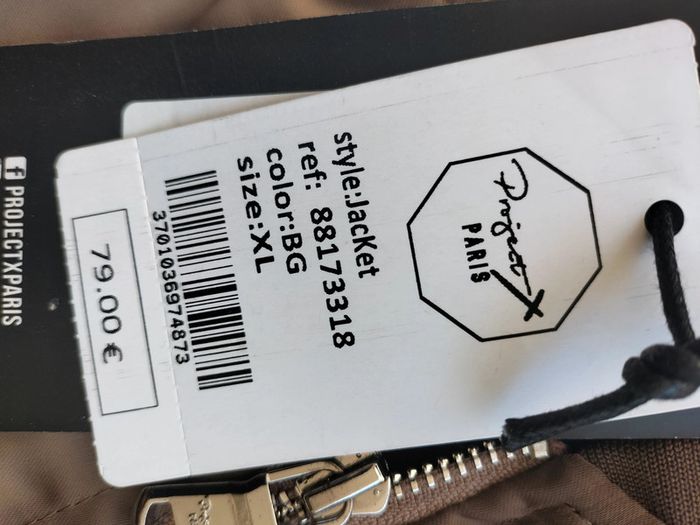 Project X
PARIS
style:JacKet
ref: 88173318
color:BG
size:XL
3701036974873
79.00 €
f PROJECTXPARIS